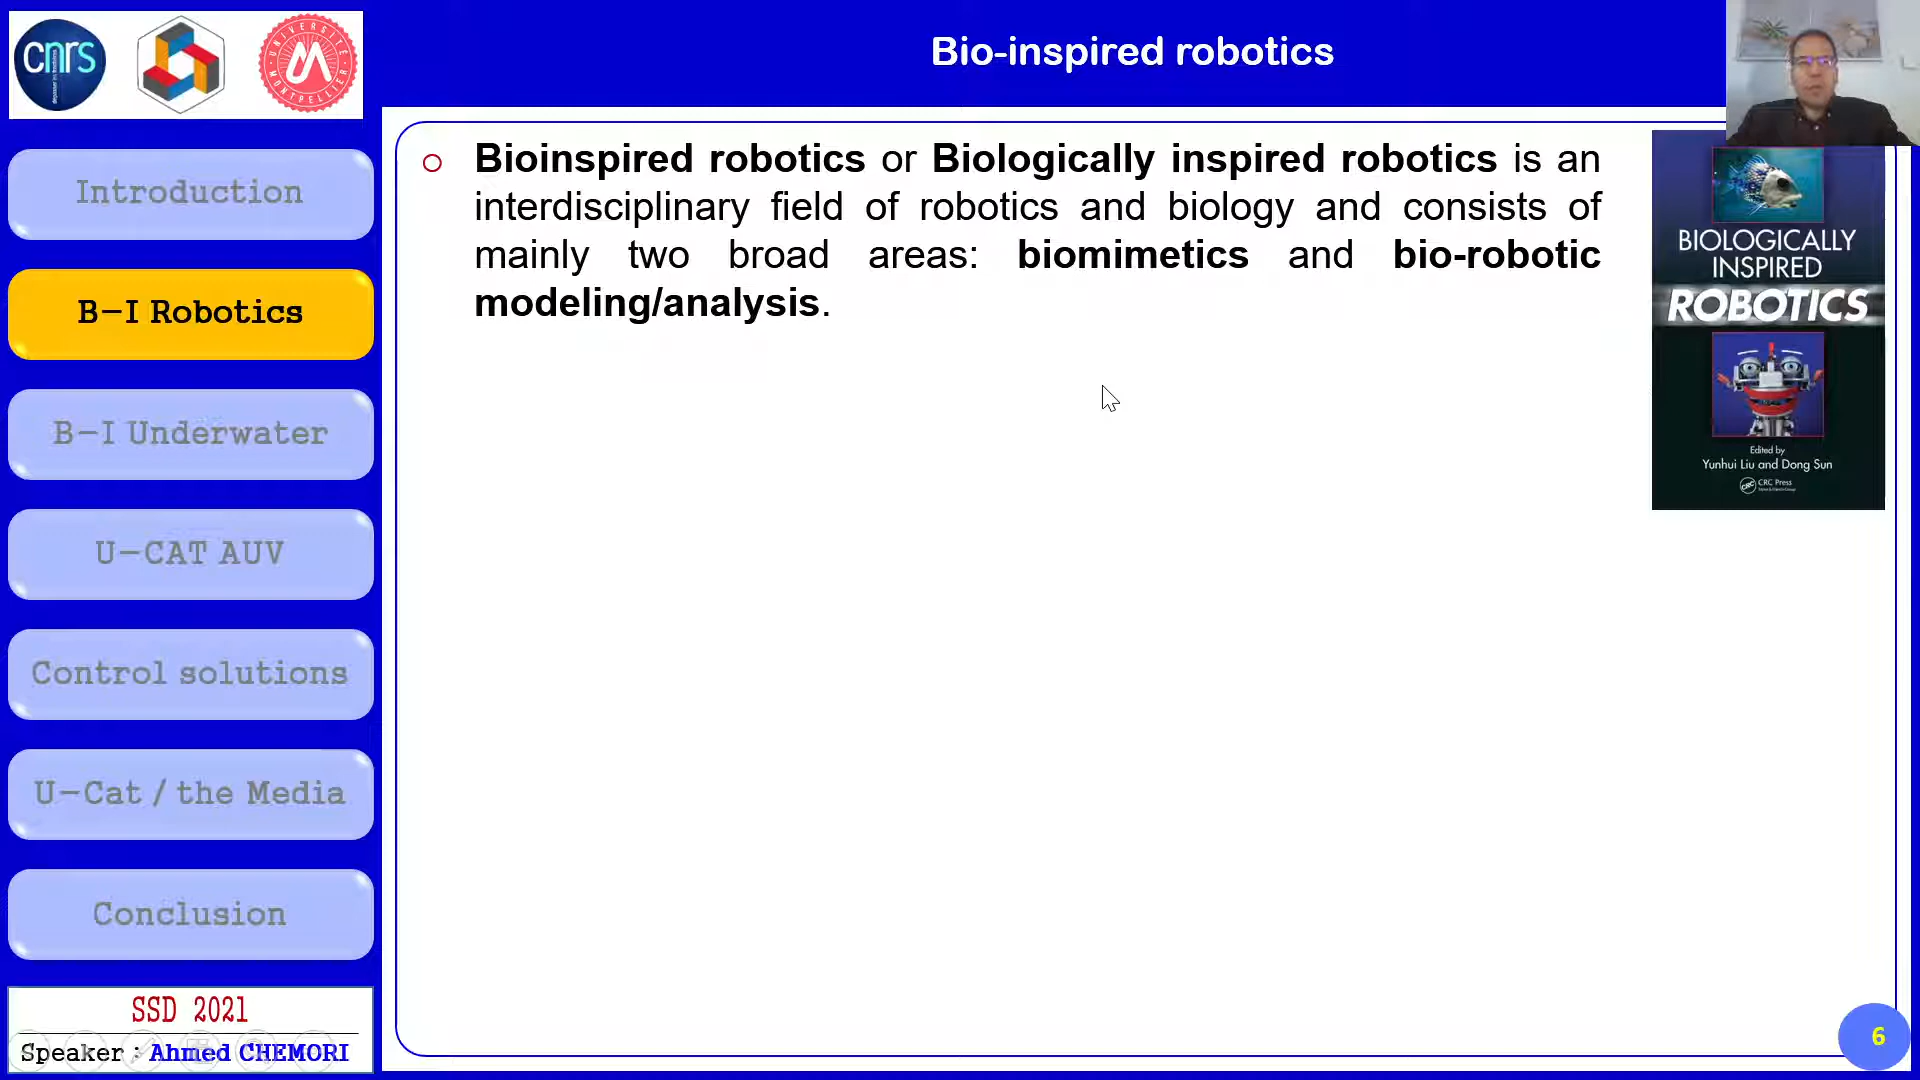 cnrs
UNIVERSITÉ
MONTPELLIER
Bio-inspired robotics
Introduction
B-I Robotics
B-I Underwater
U-CAT AUV
Control solutions
U-Cat / the Media
Conclusion
SSD 2021
Speaker : Ahmed CHEMORI
Bioinspired robotics or Biologically inspired robotics is an
interdisciplinary field of robotics and biology and consists of
mainly two broad areas: biomimetics and bio-robotic
modeling/analysis.
BIOLOGICALLY
INSPIRED
ROBOTICS
Edited by
Yunhui Liu and Dong Sun
CRC Press
6